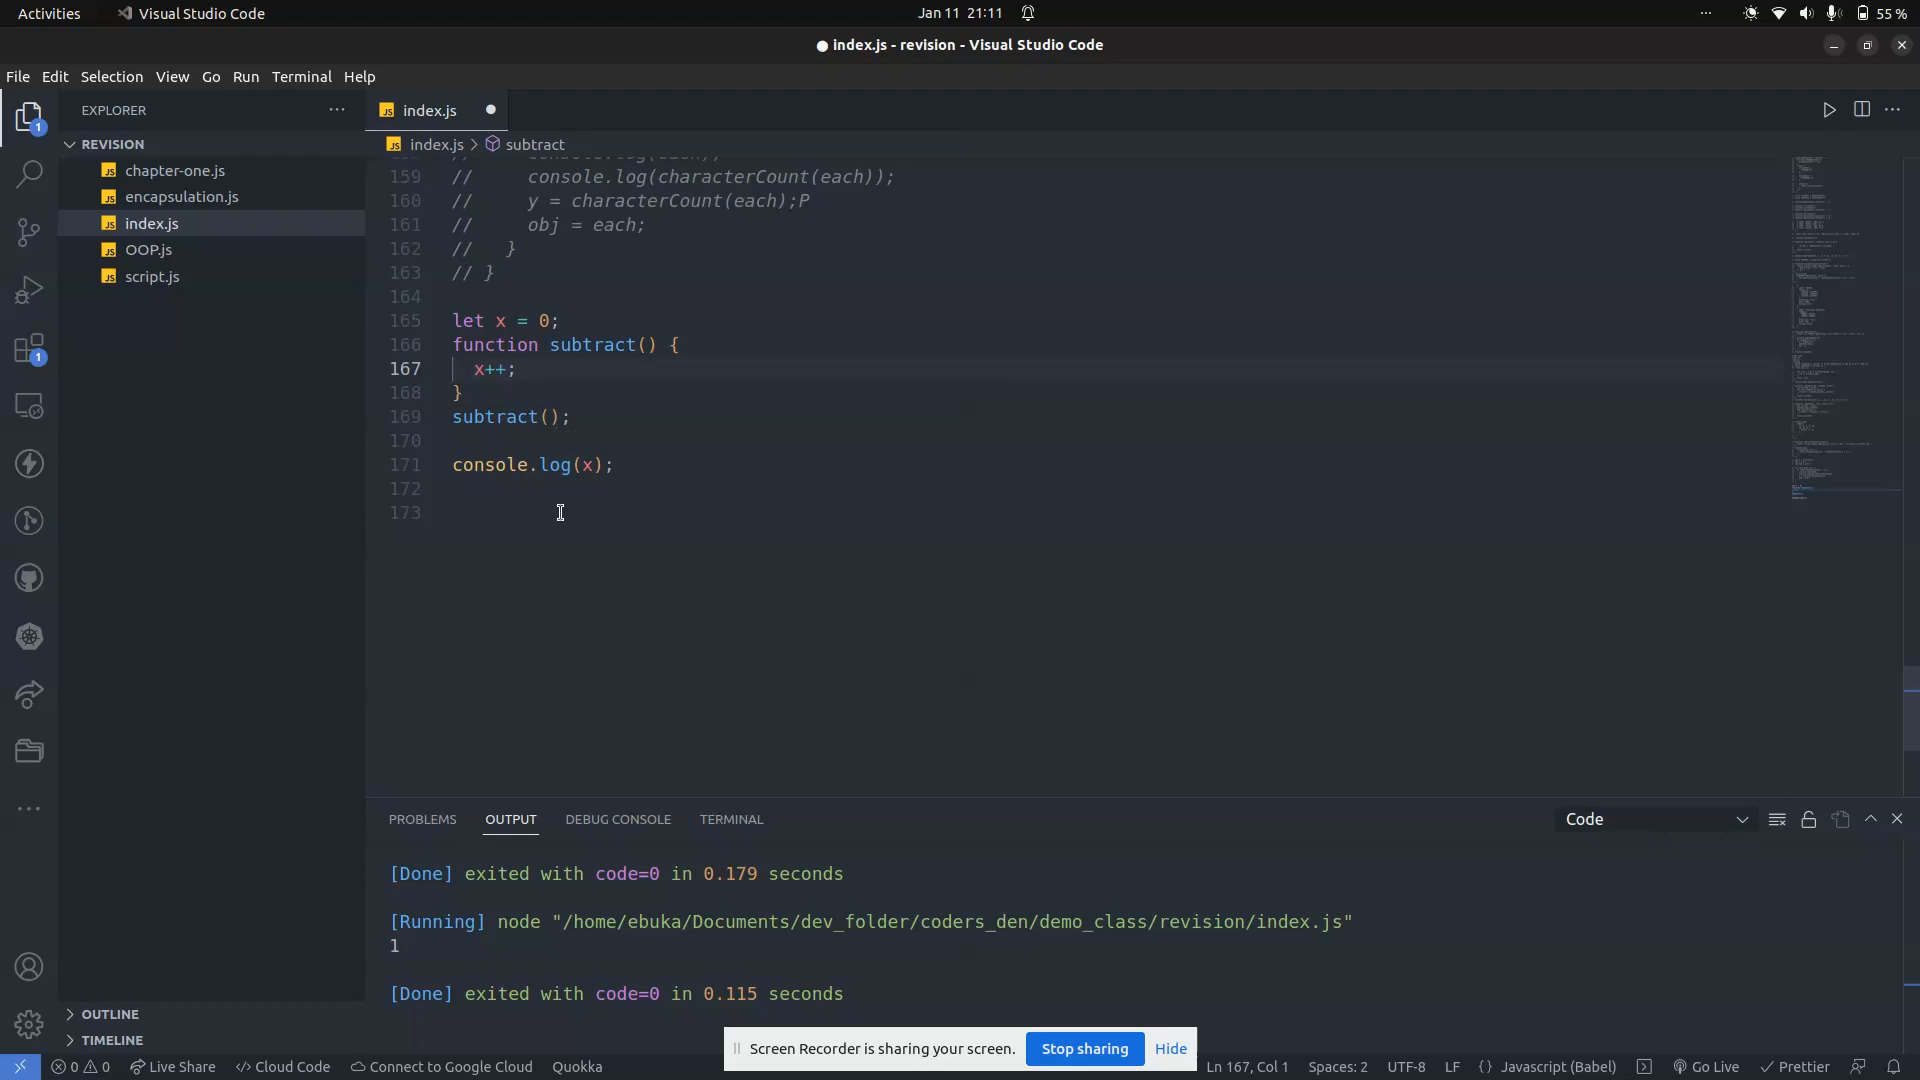 Activities Visual Studio Code Jan 11 21:11 55 %
index.js - revision - Visual Studio Code
File Edit Selection View Go Run Terminal Help
EXPLORER
index.js
REVISION
index.js > subtract
chapter-one.js
encapsulation.js
index.js
OOP.js
script.js
159 // console.log(characterCount(each));
160 // y = characterCount(each);P
161 // obj = each;
162 // }
163 // }
164
165 let x = 0;
166 function subtract() {
167 x++;
168 }
169 subtract();
170
171 console.log(x);
172
173
1
1
PROBLEMS OUTPUT DEBUG CONSOLE TERMINAL Code
[Done] exited with code=0 in 0.179 seconds
[Running] node "/home/ebuka/Documents/dev_folder/coders_den/demo_class/revision/index.js"
1
[Done] exited with code=0 in 0.115 seconds
OUTLINE
TIMELINE
Screen Recorder is sharing your screen. Stop sharing Hide
0 0 Live Share Cloud Code Connect to Google Cloud Quokka Ln 167, Col 1 Spaces: 2 UTF-8 LF {} Javascript (Babel) Go Live Prettier